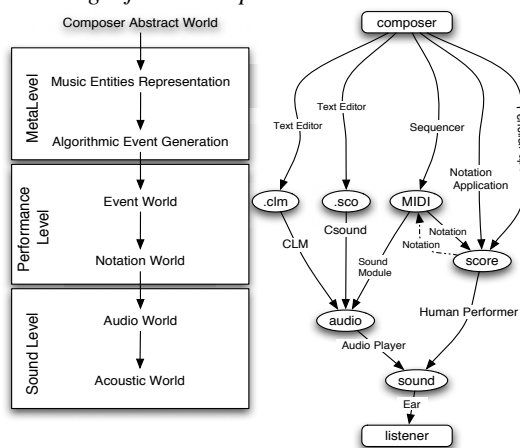 Composer Abstract World
MetaLevel
Music Entities Representation
Algorithmic Event Generation
Performance
Level
Event World
Notation World
Sound Level
Audio World
Acoustic World
composer
Text Editor
Text Editor
Sequencer
Notation
Application
.clm
.sco
MIDI
CLM
Csound
Sound
Module
Notation
Notation
score
audio
Human Performer
Audio Player
sound
Ear
listener